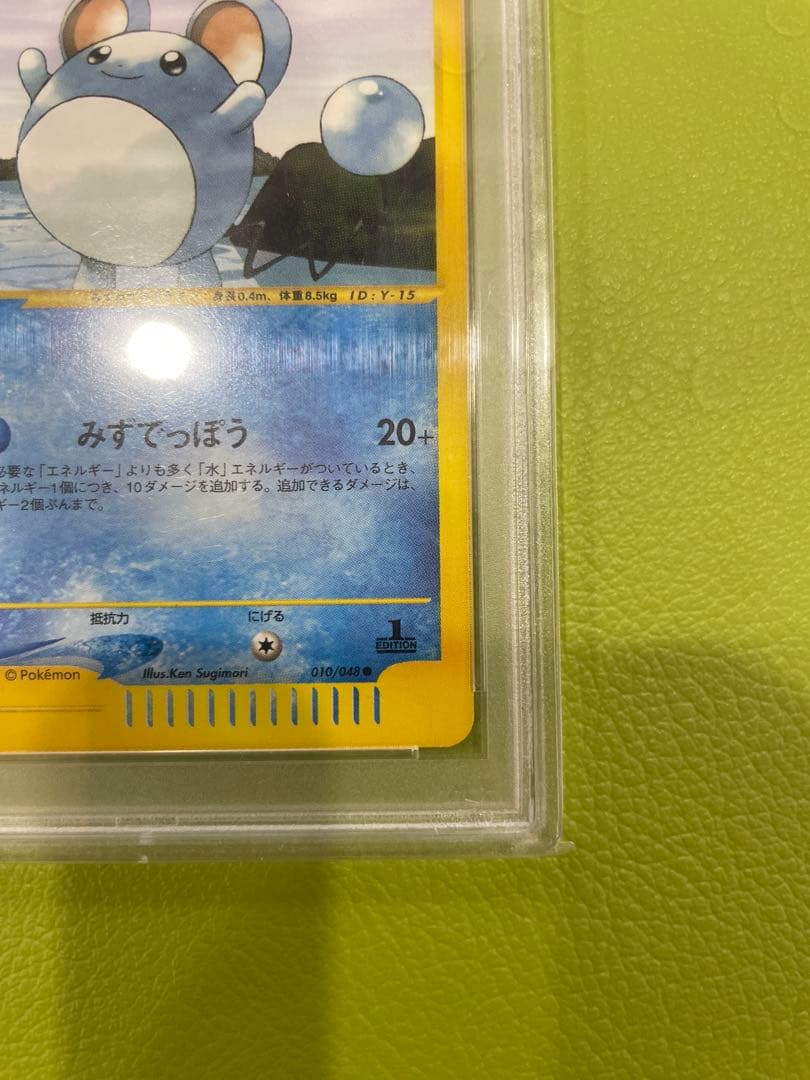 身長0.4m、体重8.5kg ID:Y-15
みずでっぽう 20+
必要な「エネルギー」よりも多く「水」エネルギーがついているとき、
ネルギー1個につき、10ダメージを追加する。追加できるダメージは、
ギー2個ぶんまで。
抵抗力 にげる
1
EDITION
©Pokémon Illus.Ken Sugimori 010/048●